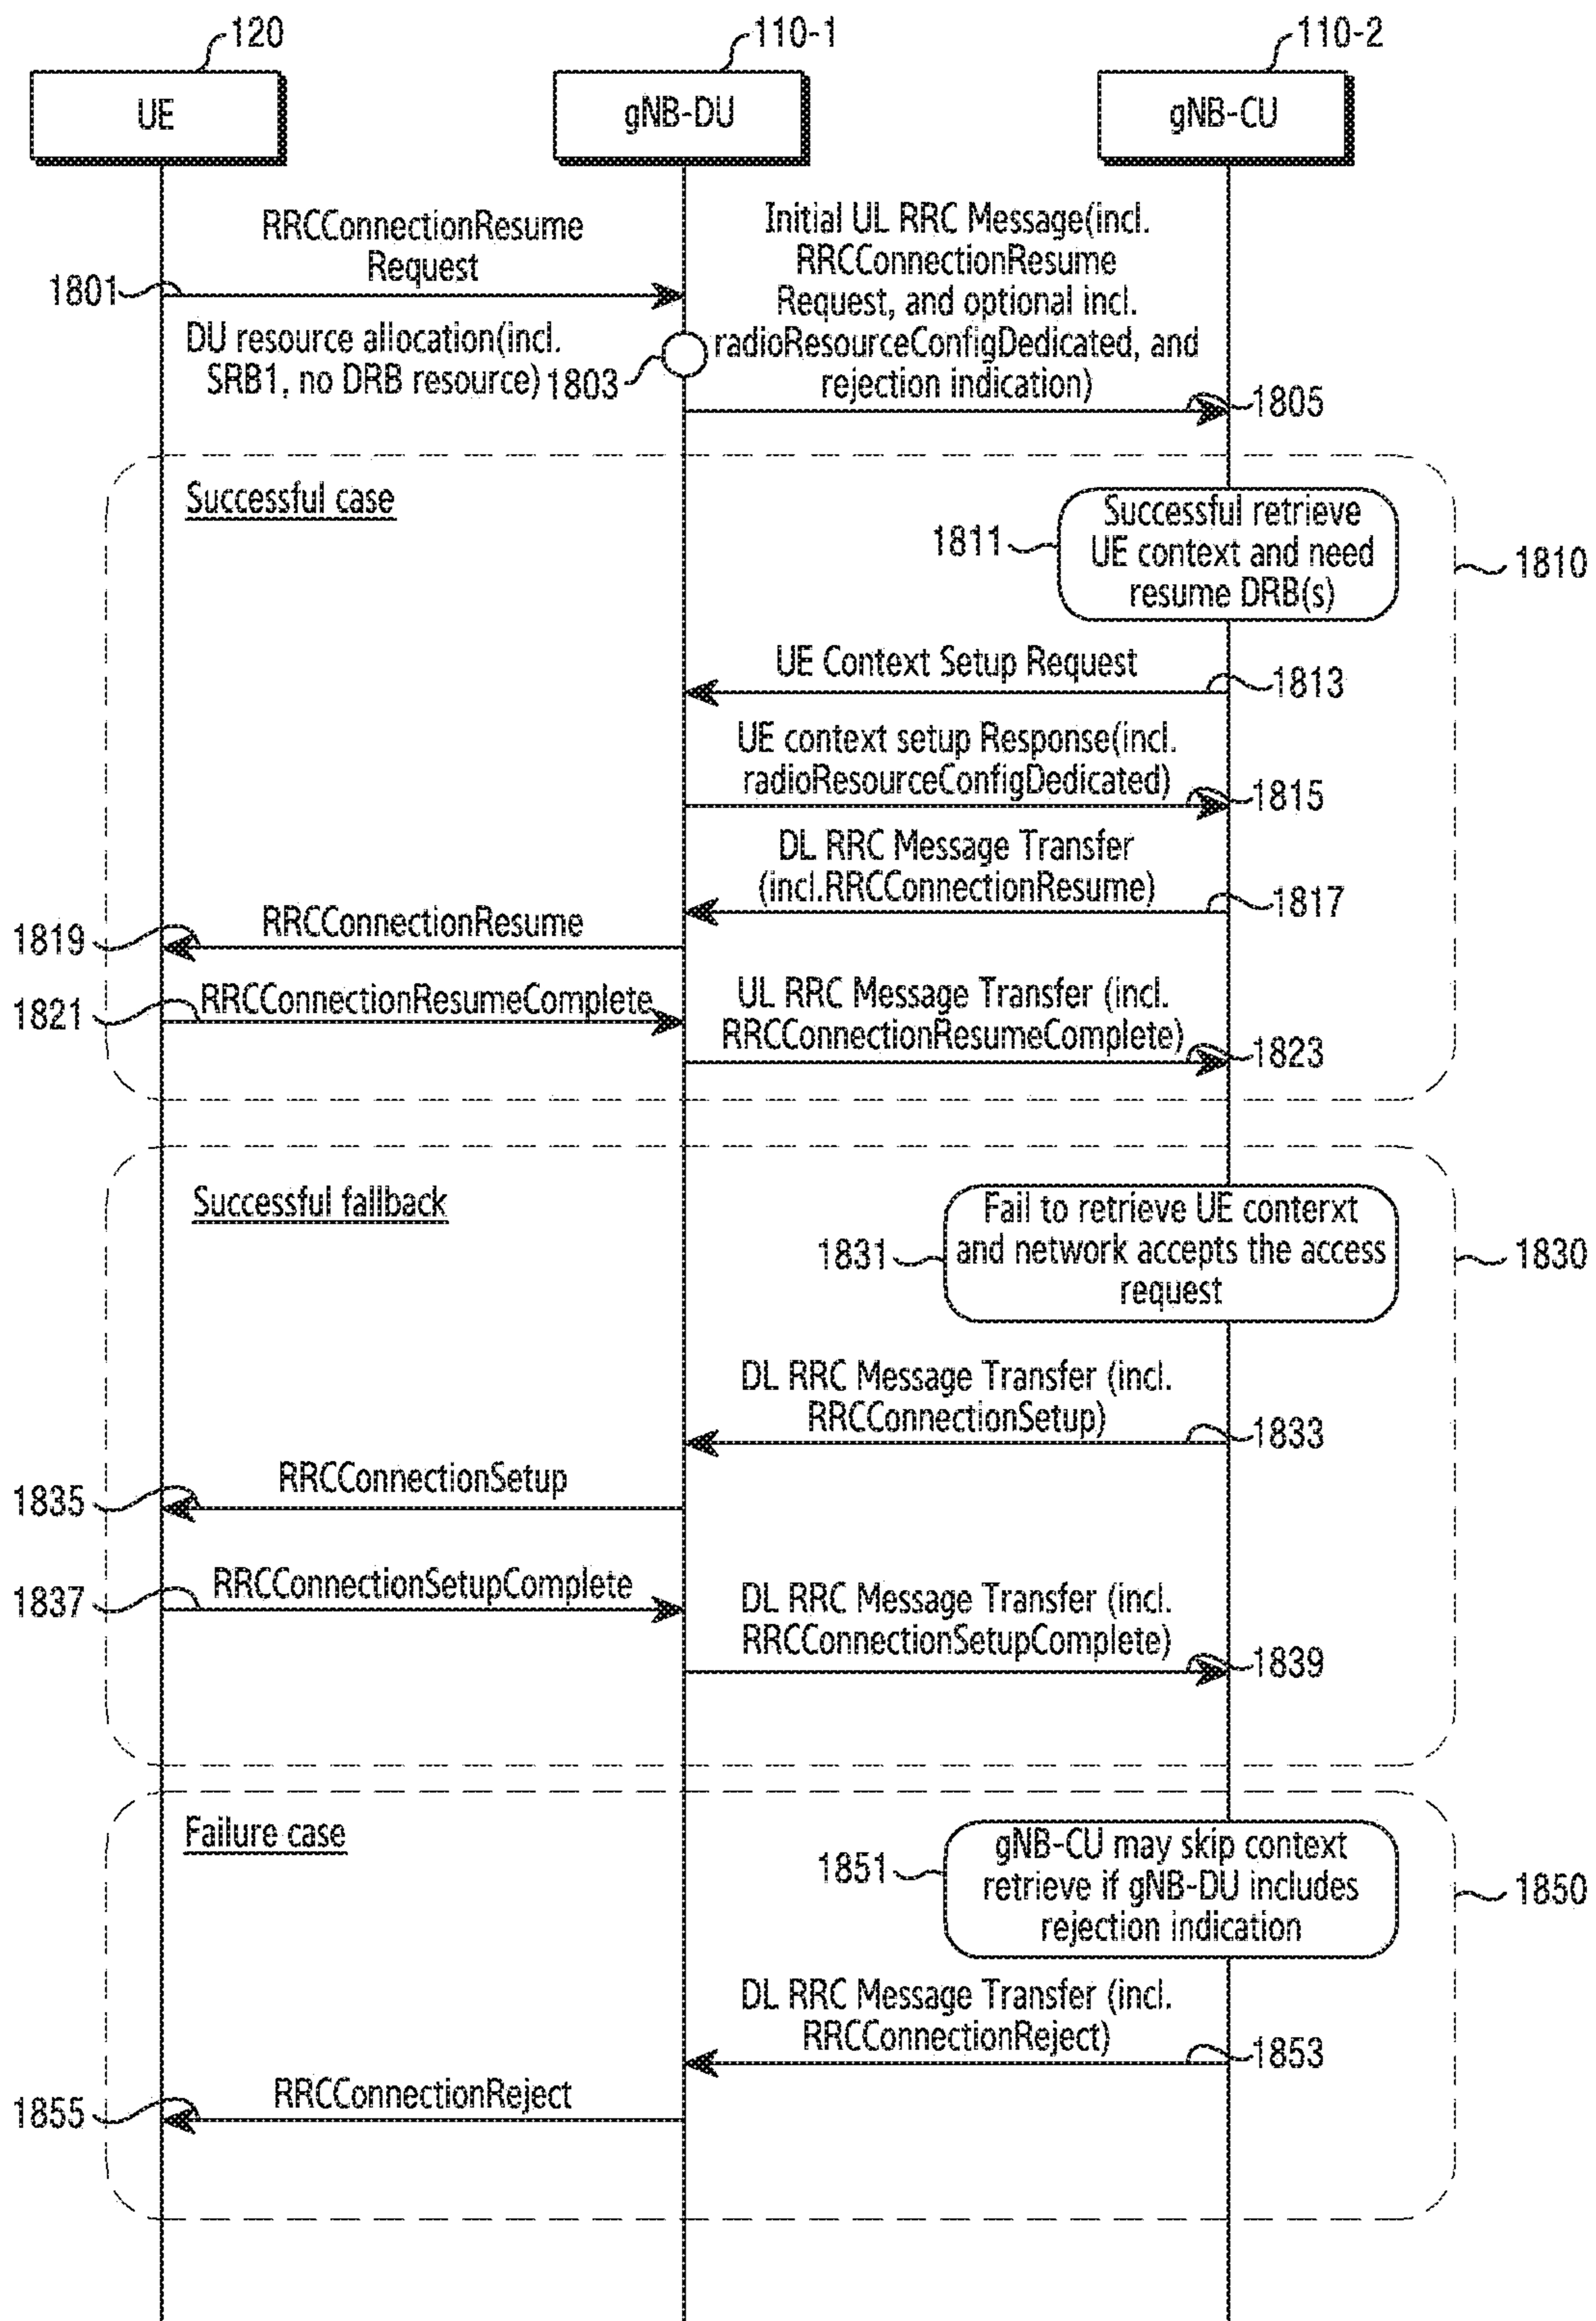 120
110-1
110-2
UE
gNB-DU
gNB-CU
RRCConnectionResume
Request
1801
Initial UL RRC Message(incl.
RRCConnectionResume
Request, and optional incl.
radioResourceConfigDedicated, and
rejection indication)
DU resource allocation(incl.
SRB1, no DRB resource)
1803
1805
Successful case
Successful retrieve
UE context and need
resume DRB(s)
1811
1810
UE Context Setup Request
1813
UE context setup Response(incl.
radioResourceConfigDedicated)
1815
DL RRC Message Transfer
(incl.RRCConnectionResume)
1817
RRCConnectionResume
1819
RRCConnectionResumeComplete
1821
UL RRC Message Transfer (incl.
RRCConnectionResumeComplete)
1823
Successful fallback
Fail to retrieve UE conterxt
and network accepts the access
request
1831
1830
DL RRC Message Transfer (incl.
RRCConnectionSetup)
1833
RRCConnectionSetup
1835
RRCConnectionSetupComplete
1837
DL RRC Message Transfer (incl.
RRCConnectionSetupComplete)
1839
Failure case
gNB-CU may skip context
retrieve if gNB-DU includes
rejection indication
1851
1850
DL RRC Message Transfer (incl.
RRCConnectionReject)
1853
RRCConnectionReject
1855